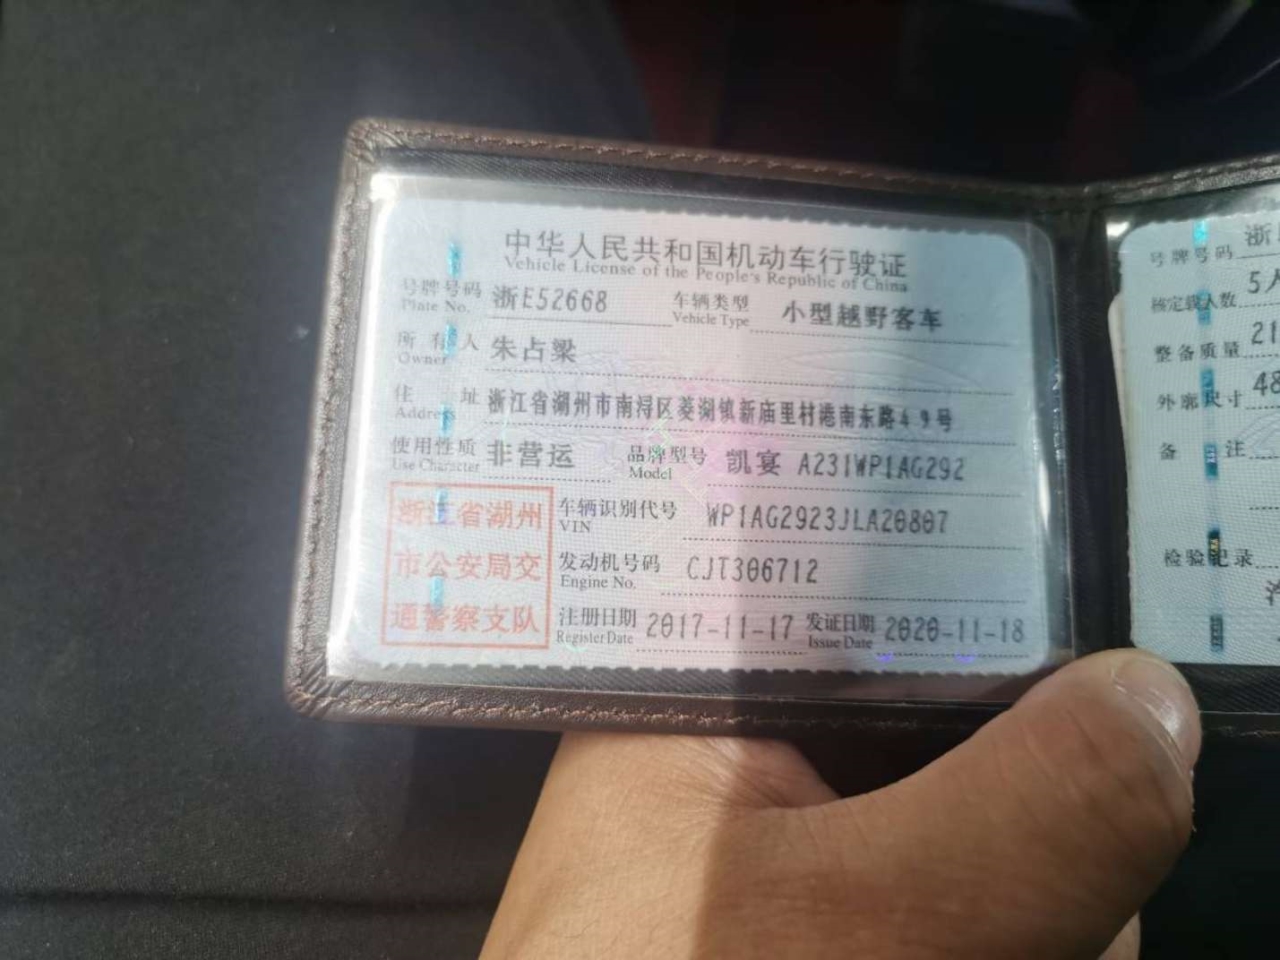 中华人民共和国机动车行驶证
Vehicle License of the People's Republic of China
号牌号码 浙E52668 车辆类型 小型越野客车
Plate No. Vehicle Type
所有人 朱占梁
Owner
住址 浙江省湖州市南浔区菱湖镇新庙里村港南东路49号
Address
使用性质 非营运 品牌型号 凯宴 A231WP1AG292
Use Character Model
浙江省湖州
市公安局交
通警察支队
车辆识别代号 WP1AG2923JLA20807
VIN
发动机号码 CJT306712
Engine No.
注册日期 2017-11-17 发证日期 2020-11-18
Register Date Issue Date
号牌号码 浙
核定载人数 5人
整备质量 21
外廓尺寸 48
备注
检验记录